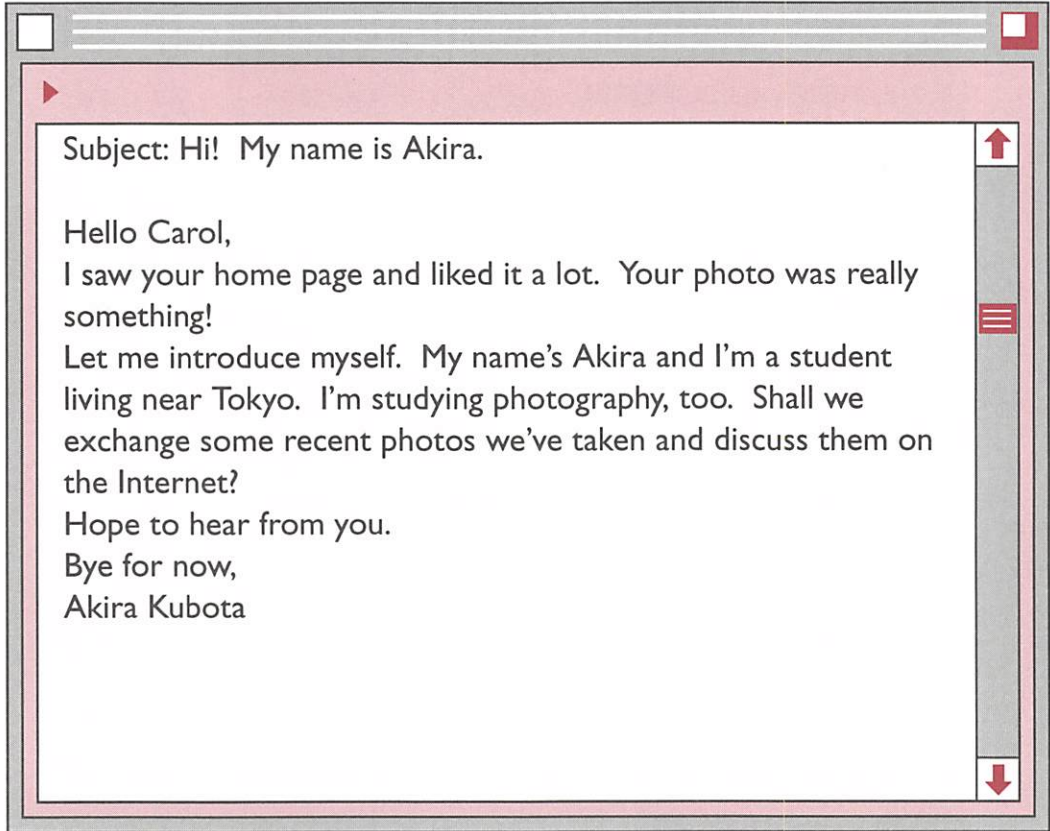 Subject: Hi! My name is Akira.
Hello Carol,
I saw your home page and liked it a lot. Your photo was really
something!
Let me introduce myself. My name's Akira and I'm a student
living near Tokyo. I'm studying photography, too. Shall we
exchange some recent photos we've taken and discuss them on
the Internet?
Hope to hear from you.
Bye for now,
Akira Kubota